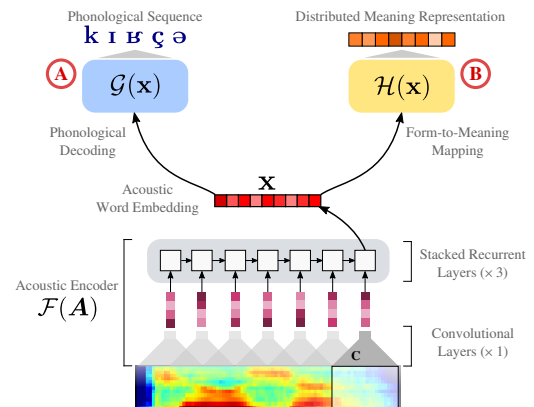 Phonological Sequence
k ɪ ʁ ç ə
A
G(x)
Phonological
Decoding
Distributed Meaning Representation
B
H(x)
Form-to-Meaning
Mapping
x
Acoustic
Word Embedding
Acoustic Encoder
F(A)
Stacked Recurrent
Layers (× 3)
Convolutional
Layers (× 1)
C